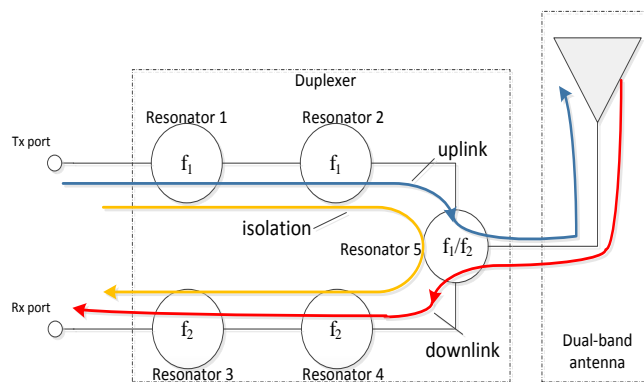 Duplexer
Resonator 1
Resonator 2
Tx port
f₁
f₁
uplink
isolation
Resonator 5
f₁/f₂
Rx port
f₂
f₂
downlink
Resonator 3
Resonator 4
Dual-band
antenna